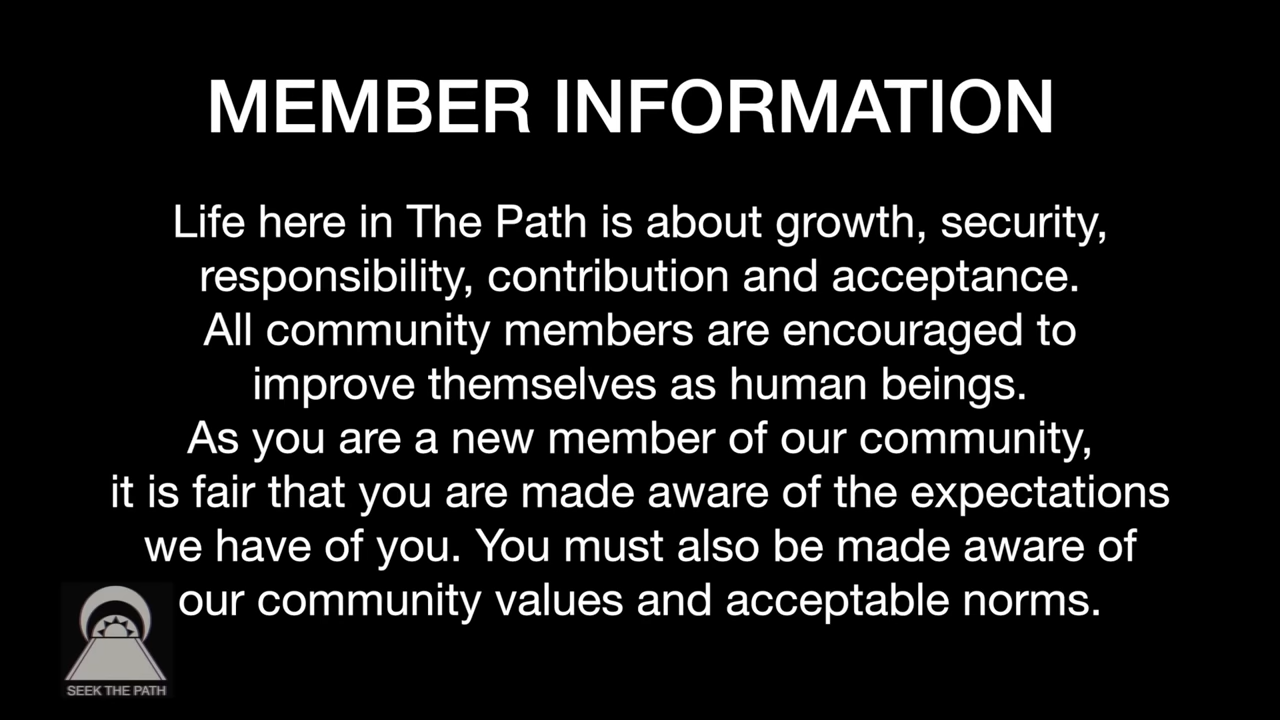 MEMBER INFORMATION
Life here in The Path is about growth, security,
responsibility, contribution and acceptance.
All community members are encouraged to
improve themselves as human beings.
As you are a new member of our community,
it is fair that you are made aware of the expectations
we have of you. You must also be made aware of
our community values and acceptable norms.
SEEK THE PATH